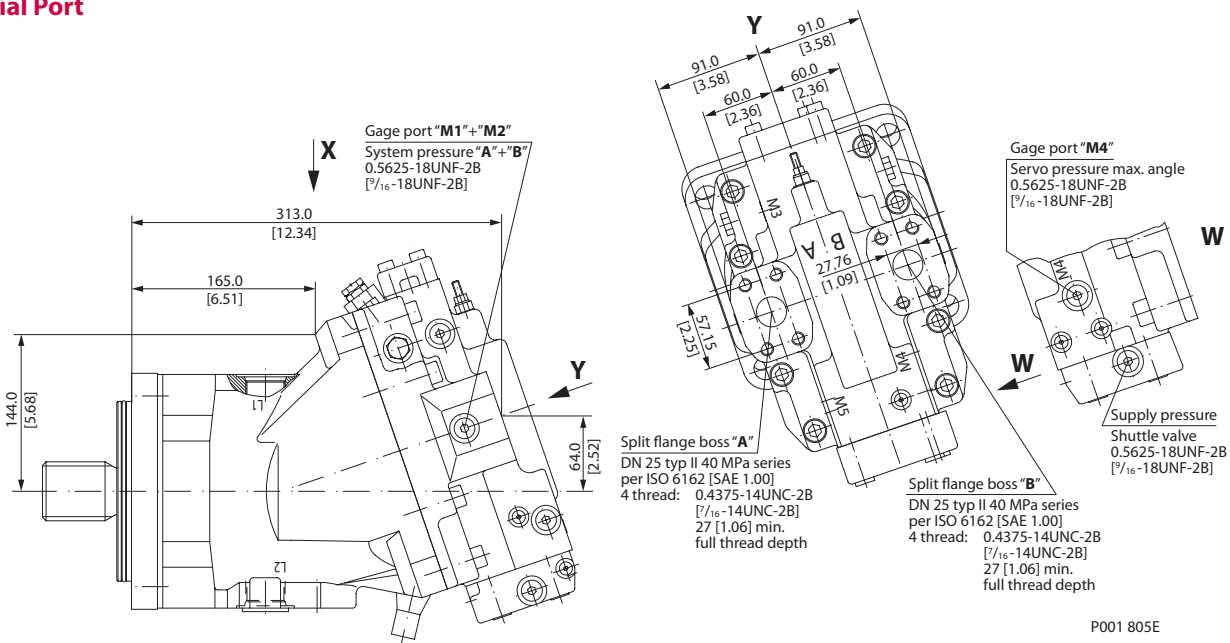 ial Port
Gage port "M1"+"M2"
System pressure "A"+"B"
0.5625-18UNF-2B
[9/16-18UNF-2B]
X
313.0
[12.34]
165.0
[6.51]
144.0
[5.68]
L1
L2
Y
64.0
[2.52]
Y
91.0
[3.58]
91.0
[3.58]
60.0
[2.36]
60.0
[2.36]
M3
B
A
27.76
[1.09]
57.15
[2.25]
M4
M5
Split flange boss "A"
DN 25 typ II 40 MPa series
per ISO 6162 [SAE 1.00]
4 thread: 0.4375-14UNC-2B
[7/16-14UNC-2B]
27 [1.06] min.
full thread depth
Gage port "M4"
Servo pressure max. angle
0.5625-18UNF-2B
[9/16-18UNF-2B]
W
M4
W
Supply pressure
Shuttle valve
0.5625-18UNF-2B
[9/16-18UNF-2B]
Split flange boss "B"
DN 25 typ II 40 MPa series
per ISO 6162 [SAE 1.00]
4 thread: 0.4375-14UNC-2B
[7/16-14UNC-2B]
27 [1.06] min.
full thread depth
P001 805E